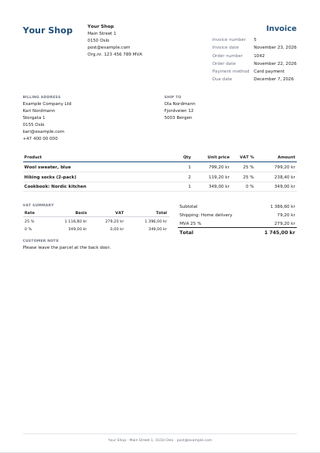 Your Shop
Your Shop
Main Street 1
0150 Oslo
post@example.com
Org.nr. 123 456 789 MVA
Invoice
Invoice number 5
Invoice date November 23, 2026
Order number 1042
Order date November 22, 2026
Payment method Card payment
Due date December 7, 2026
BILLING ADDRESS
Example Company Ltd
Kari Nordmann
Storgata 1
0155 Oslo
kari@example.com
+47 400 00 000
SHIP TO
Ola Nordmann
Fjordveien 12
5003 Bergen
Product Qty Unit price VAT % Amount
Wool sweater, blue 1 799,20 kr 25 % 799,20 kr
Hiking socks (2-pack) 2 119,20 kr 25 % 238,40 kr
Cookbook: Nordic kitchen 1 349,00 kr 0 % 349,00 kr
VAT SUMMARY
Rate Basis VAT Total
25 % 1 116,80 kr 279,20 kr 1 396,00 kr
0 % 349,00 kr 0,00 kr 349,00 kr
Subtotal 1 386,60 kr
Shipping: Home delivery 79,20 kr
MVA 25 % 279,20 kr
Total 1 745,00 kr
CUSTOMER NOTE
Please leave the parcel at the back door.
Your Shop · Main Street 1, 0150 Oslo · post@example.com